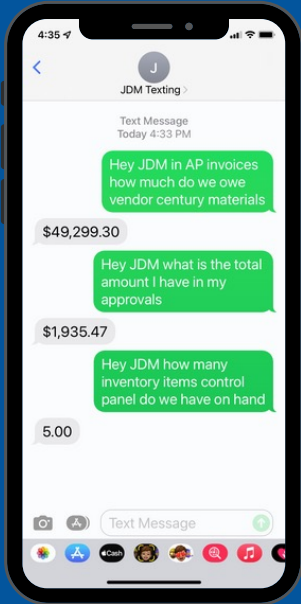 4:35
J
JDM Texting
Text Message
Today 4:33 PM
Hey JDM in AP invoices
how much do we owe
vendor century materials
$49,299.30
Hey JDM what is the total
amount I have in my
approvals
$1,935.47
Hey JDM how many
inventory items control
panel do we have on hand
5.00
Text Message
Cash